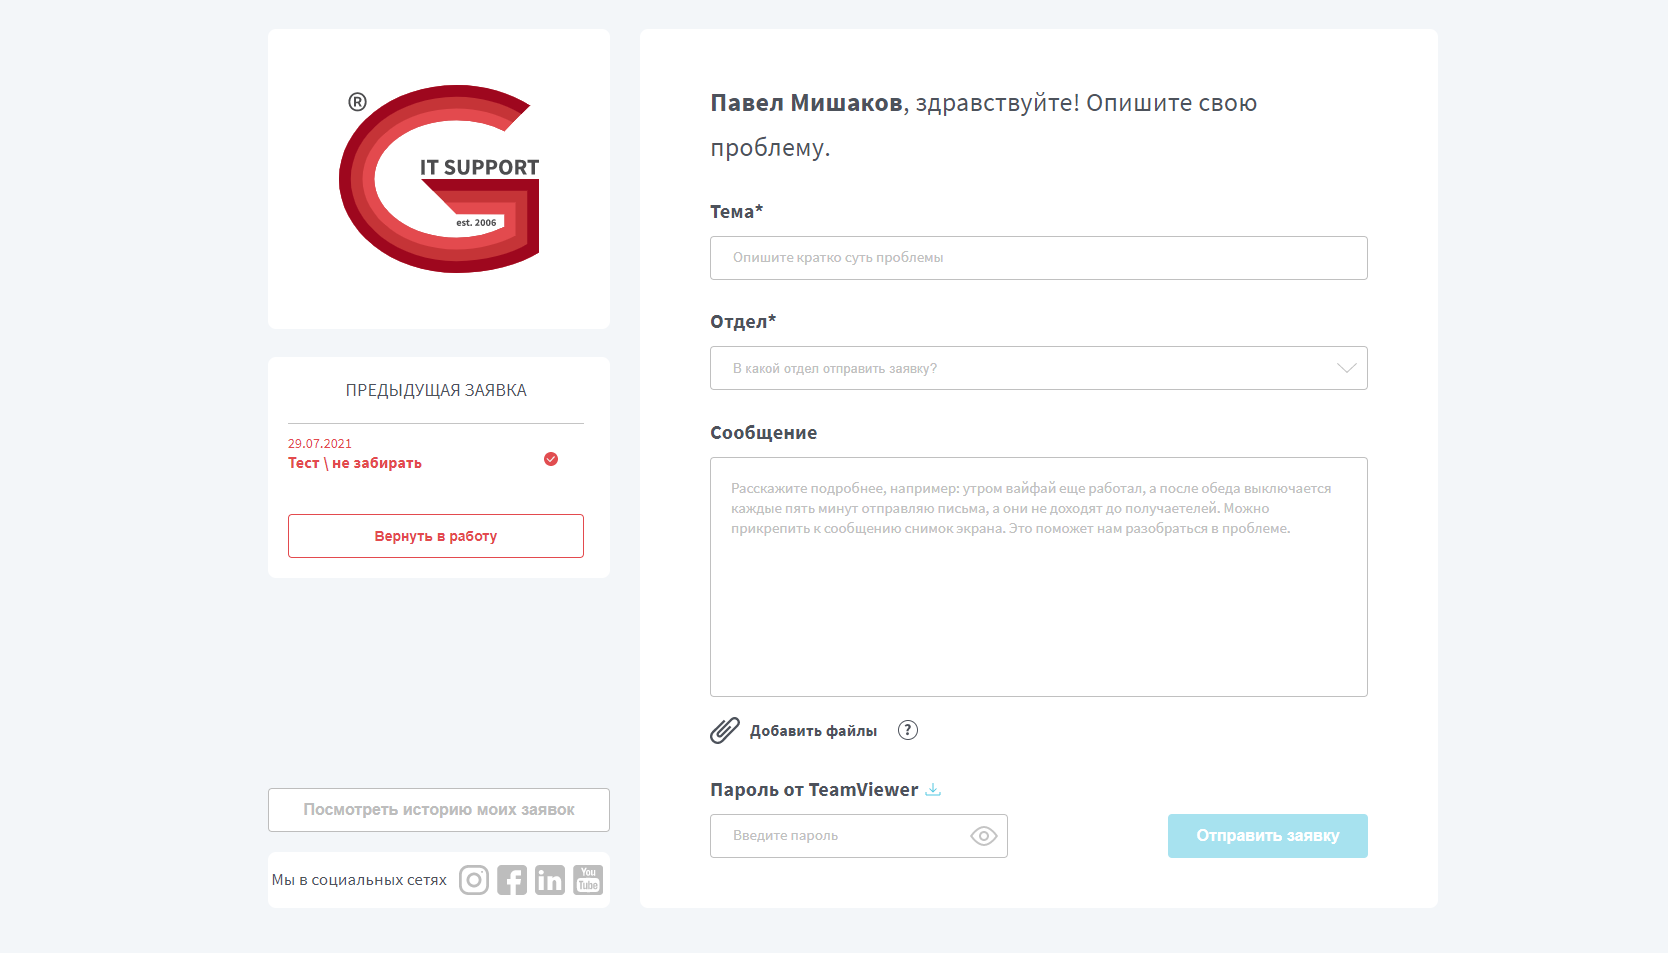 ®
IT SUPPORT
est. 2006
ПРЕДЫДУЩАЯ ЗАЯВКА
29.07.2021
Тест \ не забирать
Вернуть в работу
Посмотреть историю моих заявок
Мы в социальных сетях
in
You
Tube
Павел Мишаков, здравствуйте! Опишите свою
проблему.
Тема*
Опишите кратко суть проблемы
Отдел*
В какой отдел отправить заявку?
Сообщение
Расскажите подробнее, например: утром вайфай еще работал, а после обеда выключается
каждые пять минут отправляю письма, а они не доходят до получаетелей. Можно
прикрепить к сообщению снимок экрана. Это поможет нам разобраться в проблеме.
Добавить файлы ?
Пароль от TeamViewer
Введите пароль
Отправить заявку